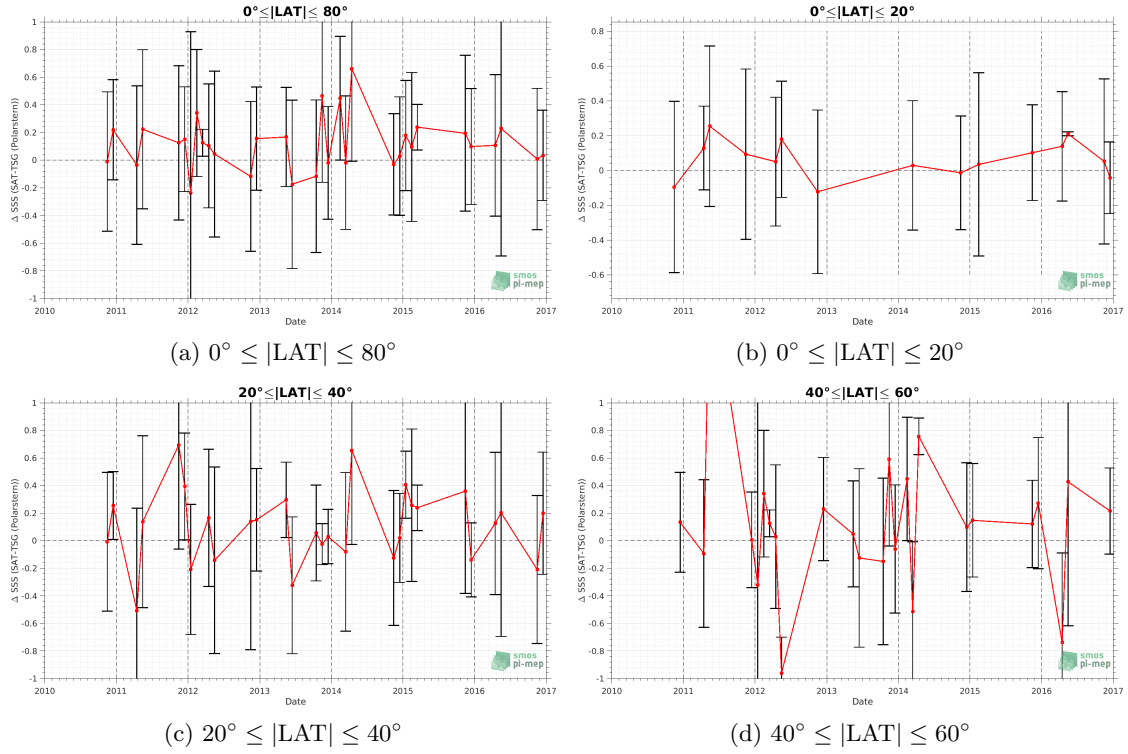 0°≤|LAT|≤ 80°
Δ SSS (SAT-TSG (Polarstern))
1
0.8
0.6
0.4
0.2
0
-0.2
-0.4
-0.6
-0.8
-1
2010 2011 2012 2013 2014 2015 2016 2017
Date
smos
pi-mep
(a) 0° ≤ |LAT| ≤ 80°
0°≤|LAT|≤ 20°
Δ SSS (SAT-TSG (Polarstern))
0.8
0.6
0.4
0.2
0
-0.2
-0.4
-0.6
2010 2011 2012 2013 2014 2015 2016 2017
Date
smos
pi-mep
(b) 0° ≤ |LAT| ≤ 20°
20°≤|LAT|≤ 40°
Δ SSS (SAT-TSG (Polarstern))
1
0.8
0.6
0.4
0.2
0
-0.2
-0.4
-0.6
-0.8
-1
2010 2011 2012 2013 2014 2015 2016 2017
Date
smos
pi-mep
(c) 20° ≤ |LAT| ≤ 40°
40°≤|LAT|≤ 60°
Δ SSS (SAT-TSG (Polarstern))
1
0.8
0.6
0.4
0.2
0
-0.2
-0.4
-0.6
-0.8
-1
2010 2011 2012 2013 2014 2015 2016 2017
Date
smos
pi-mep
(d) 40° ≤ |LAT| ≤ 60°